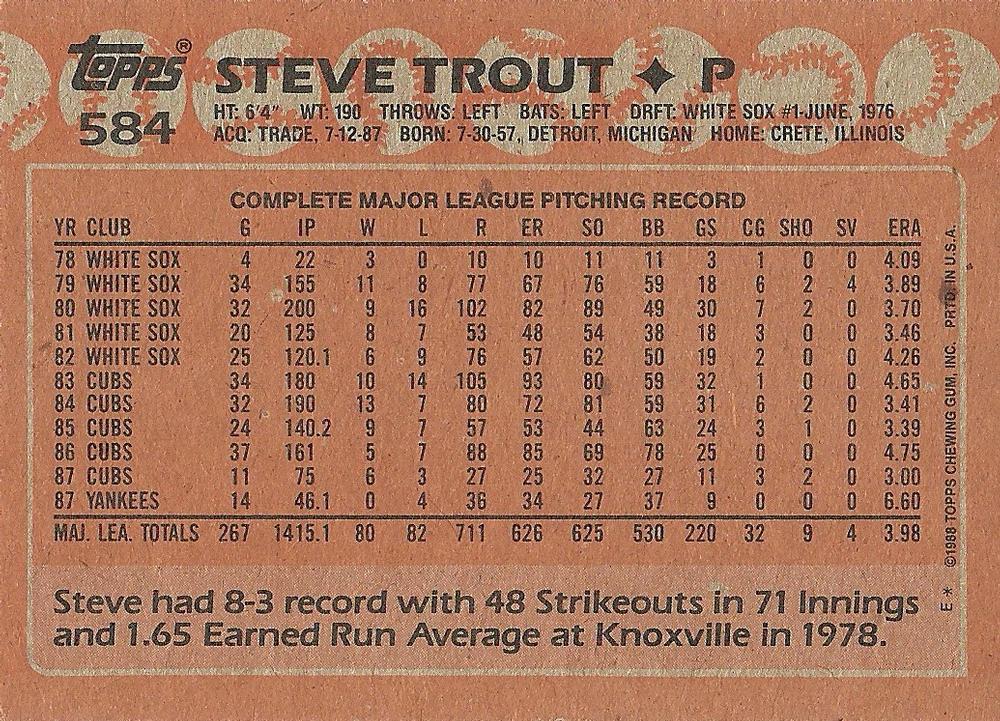 topps® STEVE TROUT ✦ P
584 HT: 6'4" WT: 190 THROWS: LEFT BATS: LEFT DRFT: WHITE SOX #1-JUNE, 1976
ACQ: TRADE, 7-12-87 BORN: 7-30-57, DETROIT, MICHIGAN HOME: CRETE, ILLINOIS
COMPLETE MAJOR LEAGUE PITCHING RECORD
YR CLUB G IP W L R ER SO BB GS CG SHO SV ERA
78 WHITE SOX 4 22 3 0 10 10 11 11 3 1 0 0 4.09
79 WHITE SOX 34 155 11 8 77 67 76 59 18 6 2 4 3.89
80 WHITE SOX 32 200 9 16 102 82 89 49 30 7 2 0 3.70
81 WHITE SOX 20 125 8 7 53 48 54 38 18 3 0 0 3.46
82 WHITE SOX 25 120.1 6 9 76 57 62 50 19 2 0 0 4.26
83 CUBS 34 180 10 14 105 93 80 59 32 1 0 0 4.65
84 CUBS 32 190 13 7 80 72 81 59 31 6 2 0 3.41
85 CUBS 24 140.2 9 7 57 53 44 63 24 3 1 0 3.39
86 CUBS 37 161 5 7 88 85 69 78 25 0 0 0 4.75
87 CUBS 11 75 6 3 27 25 32 27 11 3 2 0 3.00
87 YANKEES 14 46.1 0 4 36 34 27 37 9 0 0 0 6.60
MAJ. LEA. TOTALS 267 1415.1 80 82 711 626 625 530 220 32 9 4 3.98
Steve had 8-3 record with 48 Strikeouts in 71 Innings
and 1.65 Earned Run Average at Knoxville in 1978.
E* ©1988 TOPPS CHEWING GUM, INC. PRTD. IN U.S.A.